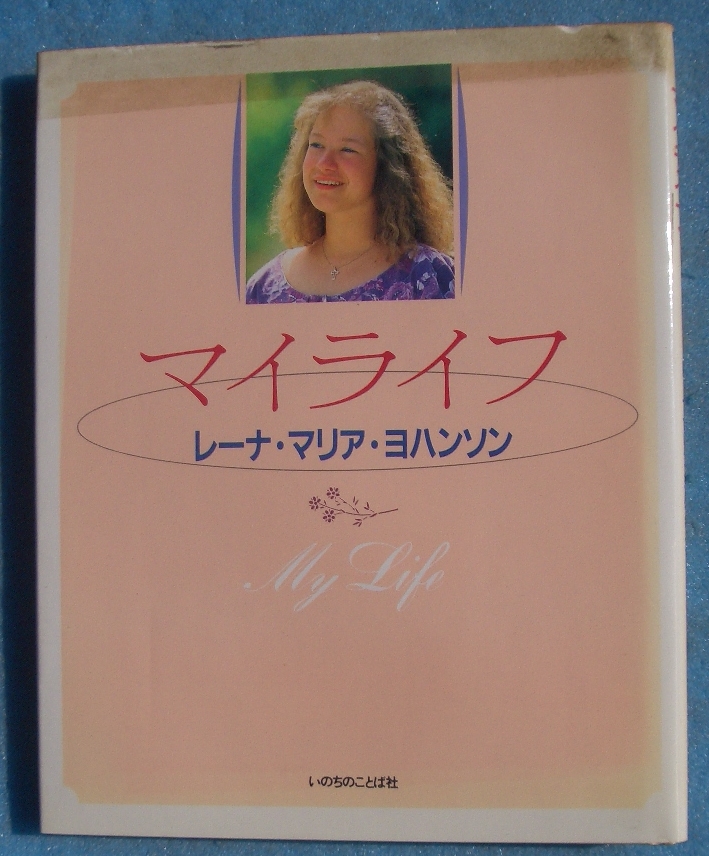 マイライフ
レーナ・マリア・ヨハンソン
My Life
いのちのことば社